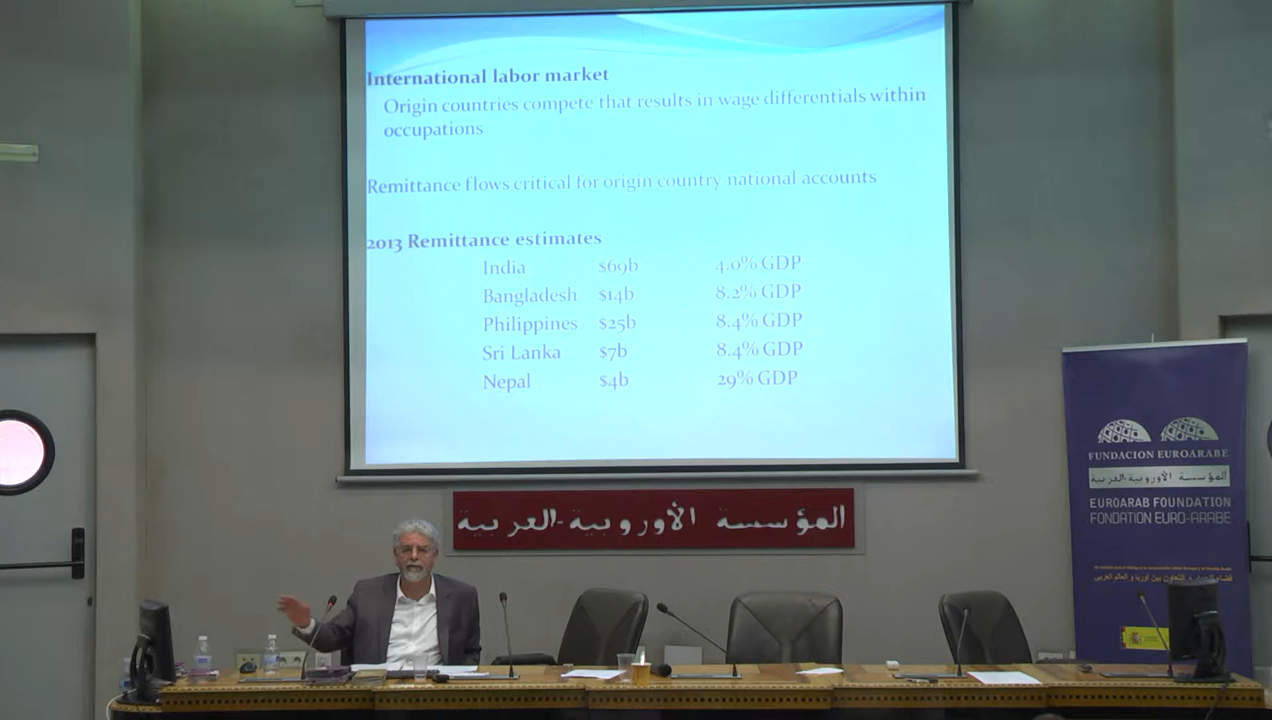 International labor market
Origin countries compete that results in wage differentials within
occupations
Remittance flows critical for origin country national accounts
2013 Remittance estimates
India $69b 4.0% GDP
Bangladesh $14b 8.2% GDP
Philippines $25b 8.4% GDP
Sri Lanka $7b 8.4% GDP
Nepal $4b 29% GDP
المؤسسة الأوروبية-العربية
FUNDACION EUROARABE
المؤسسة الأوروبية-العربية
EUROARAB FOUNDATION
FONDATION EURO-ARABE